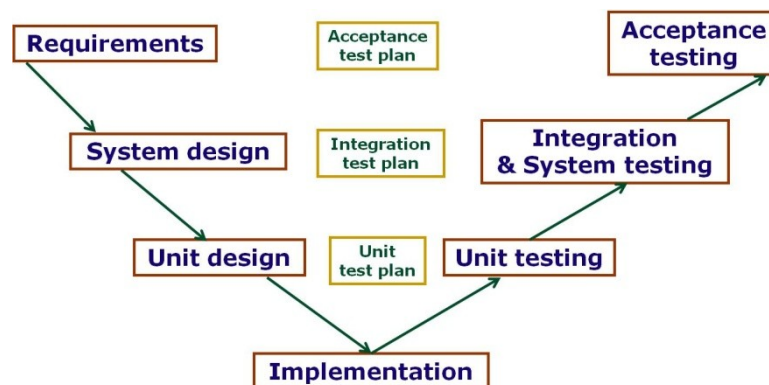 Requirements
Acceptance
test plan
Acceptance
testing
System design
Integration
test plan
Integration
& System testing
Unit design
Unit
test plan
Unit testing
Implementation